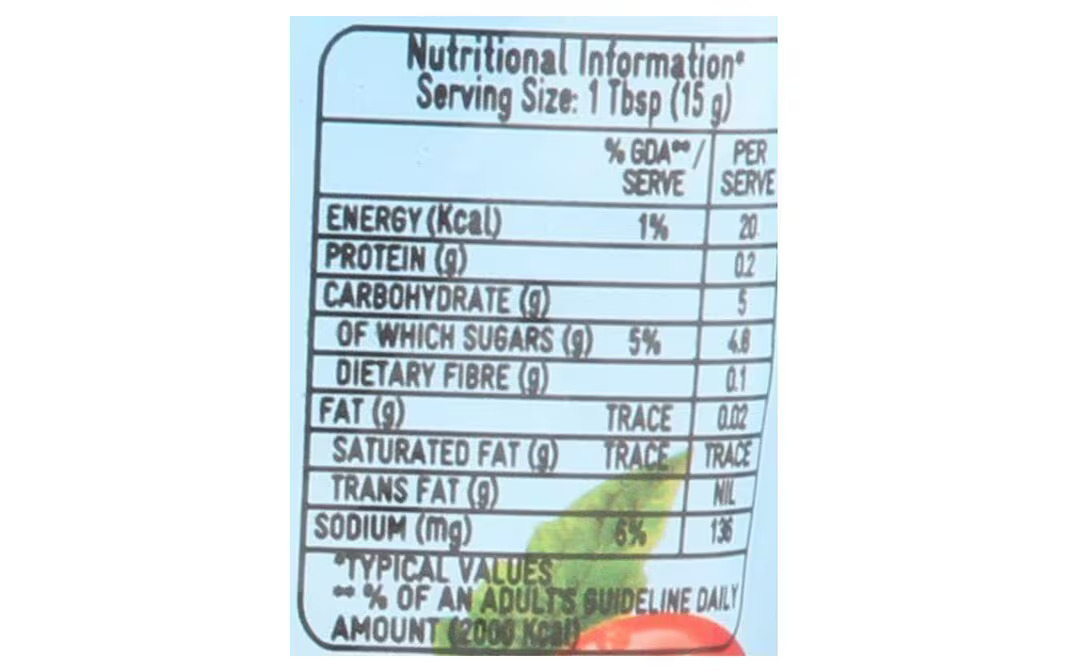 Nutritional Information*
Serving Size: 1 Tbsp (15 g)
% GDA**/ SERVE PER SERVE
ENERGY (Kcal) 1% 20
PROTEIN (g) 0.2
CARBOHYDRATE (g) 5
OF WHICH SUGARS (g) 5% 4.8
DIETARY FIBRE (g) 0.1
FAT (g) TRACE 0.02
SATURATED FAT (g) TRACE TRACE
TRANS FAT (g) NIL
SODIUM (mg) 6% 136
*TYPICAL VALUES
** % OF AN ADULT'S GUIDELINE DAILY
AMOUNT (2000 Kcal)